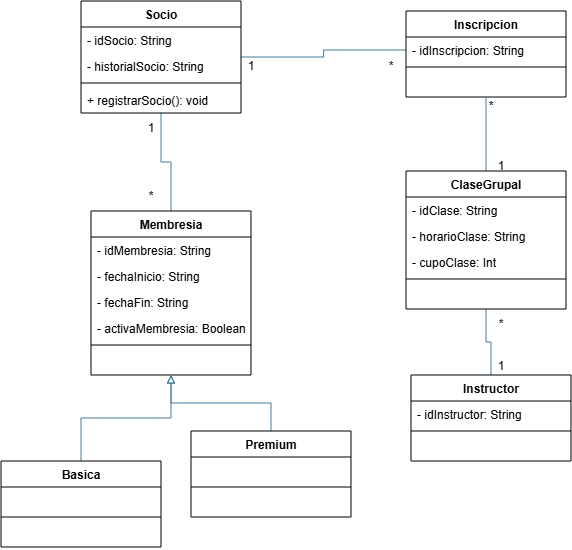 Socio
- idSocio: String
- historialSocio: String
+ registrarSocio(): void
1
*
Inscripcion
- idInscripcion: String
*
1
ClaseGrupal
- idClase: String
- horarioClase: String
- cupoClase: Int
1
*
Membresia
- idMembresia: String
- fechaInicio: String
- fechaFin: String
- activaMembresia: Boolean
*
1
Instructor
- idInstructor: String
Basica
Premium